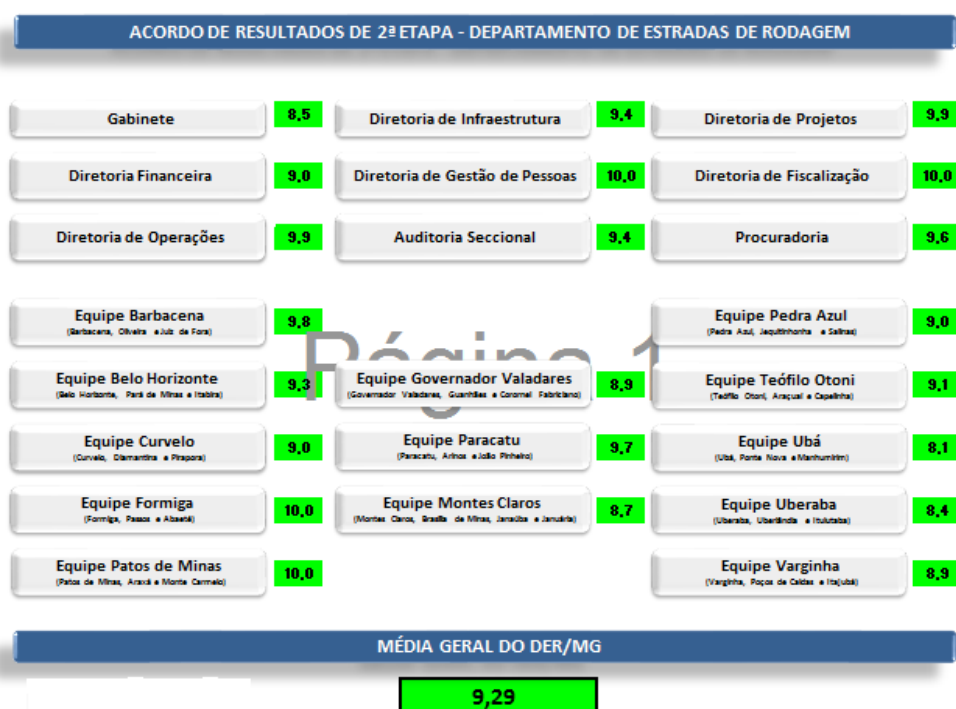 ACORDO DE RESULTADOS DE 2ª ETAPA - DEPARTAMENTO DE ESTRADAS DE RODAGEM
Gabinete 8,5 Diretoria de Infraestrutura 9,4 Diretoria de Projetos 9,9
Diretoria Financeira 9,0 Diretoria de Gestão de Pessoas 10,0 Diretoria de Fiscalização 10,0
Diretoria de Operações 9,9 Auditoria Seccional 9,4 Procuradoria 9,6
Equipe Barbacena 9,8 Equipe Pedra Azul 9,0
(Barbacena, Oliveira e Juiz de Fora) (Pedra Azul, Jequitinhonha e Salinas)
Página 1
Equipe Belo Horizonte 9,3 Equipe Governador Valadares 8,9 Equipe Teófilo Otoni 9,1
(Belo Horizonte, Pará de Minas e Itabira) (Governador Valadares, Guanhães e Coronel Fabriciano) (Teófilo Otoni, Araçuaí e Capelinha)
Equipe Curvelo 9,0 Equipe Paracatu 9,7 Equipe Ubá 8,1
(Curvelo, Diamantina e Pirapora) (Paracatu, Arinos e João Pinheiro) (Ubá, Ponte Nova e Manhumirim)
Equipe Formiga 10,0 Equipe Montes Claros 8,7 Equipe Uberaba 8,4
(Formiga, Passos e Abaeté) (Montes Claros, Brasília de Minas, Janaúba e Januária) (Uberaba, Uberlândia e Ituiutaba)
Equipe Patos de Minas 10,0 Equipe Varginha 8,9
(Patos de Minas, Araxá e Monte Carmelo) (Varginha, Poços de Caldas e Itajubá)
MÉDIA GERAL DO DER/MG
9,29